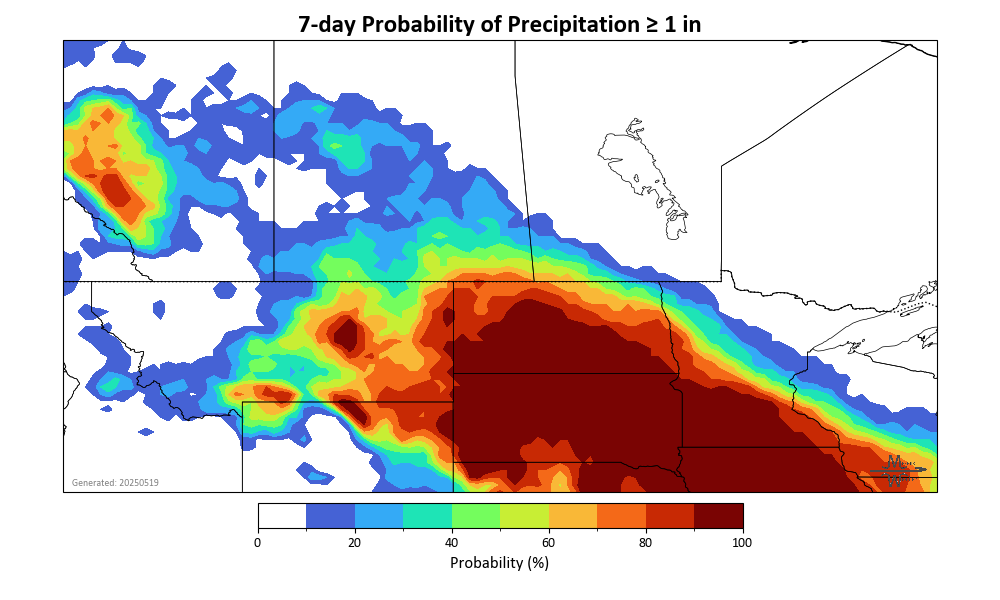 7-day Probability of Precipitation ≥ 1 in
Generated: 20250519
0 20 40 60 80 100
Probability (%)